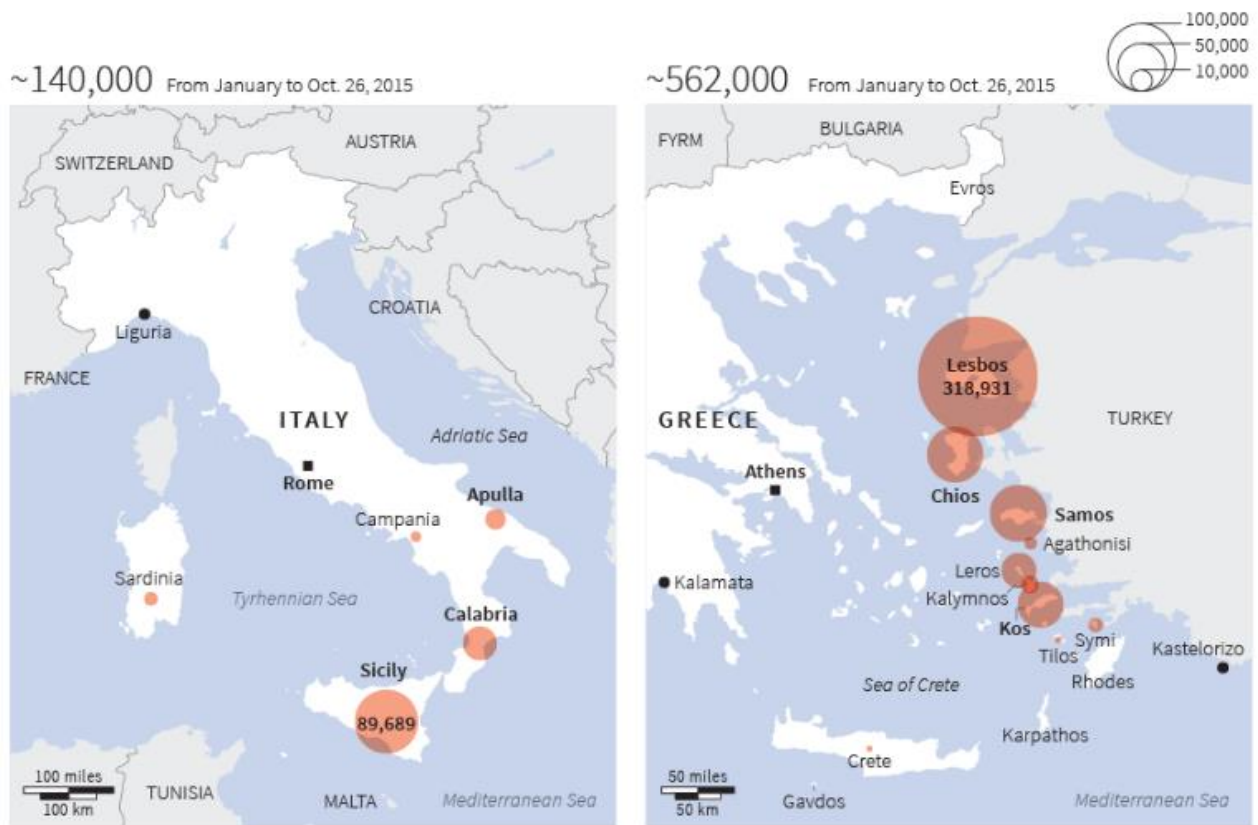 ~140,000 From January to Oct. 26, 2015
SWITZERLAND
AUSTRIA
CROATIA
Liguria
FRANCE
ITALY
Adriatic Sea
Rome
Apulla
Campania
Sardinia
Tyrhennian Sea
Calabria
Sicily
89,689
100 miles
100 km
TUNISIA
MALTA
Mediterranean Sea
~562,000 From January to Oct. 26, 2015
100,000
50,000
10,000
FYRM
BULGARIA
Evros
Lesbos
318,931
TURKEY
GREECE
Athens
Chios
Samos
Agathonisi
Leros
Kalamata
Kalymnos
Kos
Symi
Tilos
Kastelorizo
Rhodes
Sea of Crete
Karpathos
Crete
50 miles
50 km
Gavdos
Mediterranean Sea